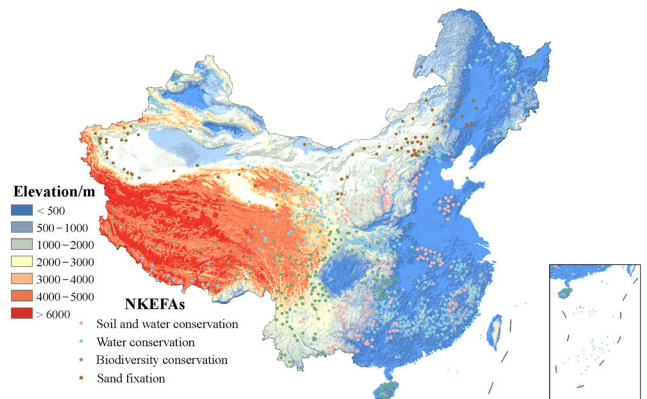 Elevation/m
< 500
500-1000
1000-2000
2000-3000
3000-4000
4000-5000
> 6000
NKEFAs
Soil and water conservation
Water conservation
Biodiversity conservation
Sand fixation